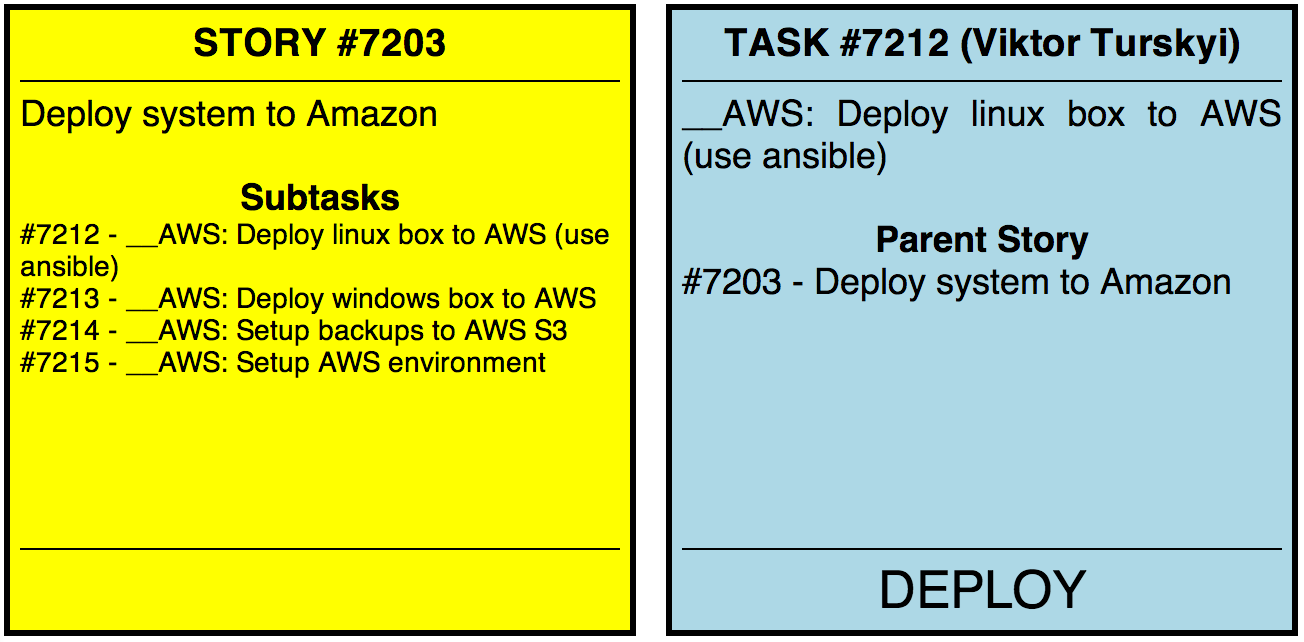 STORY #7203
Deploy system to Amazon
Subtasks
#7212 - __AWS: Deploy linux box to AWS (use
ansible)
#7213 - __AWS: Deploy windows box to AWS
#7214 - __AWS: Setup backups to AWS S3
#7215 - __AWS: Setup AWS environment
TASK #7212 (Viktor Turskyi)
__AWS: Deploy linux box to AWS
(use ansible)
Parent Story
#7203 - Deploy system to Amazon
DEPLOY